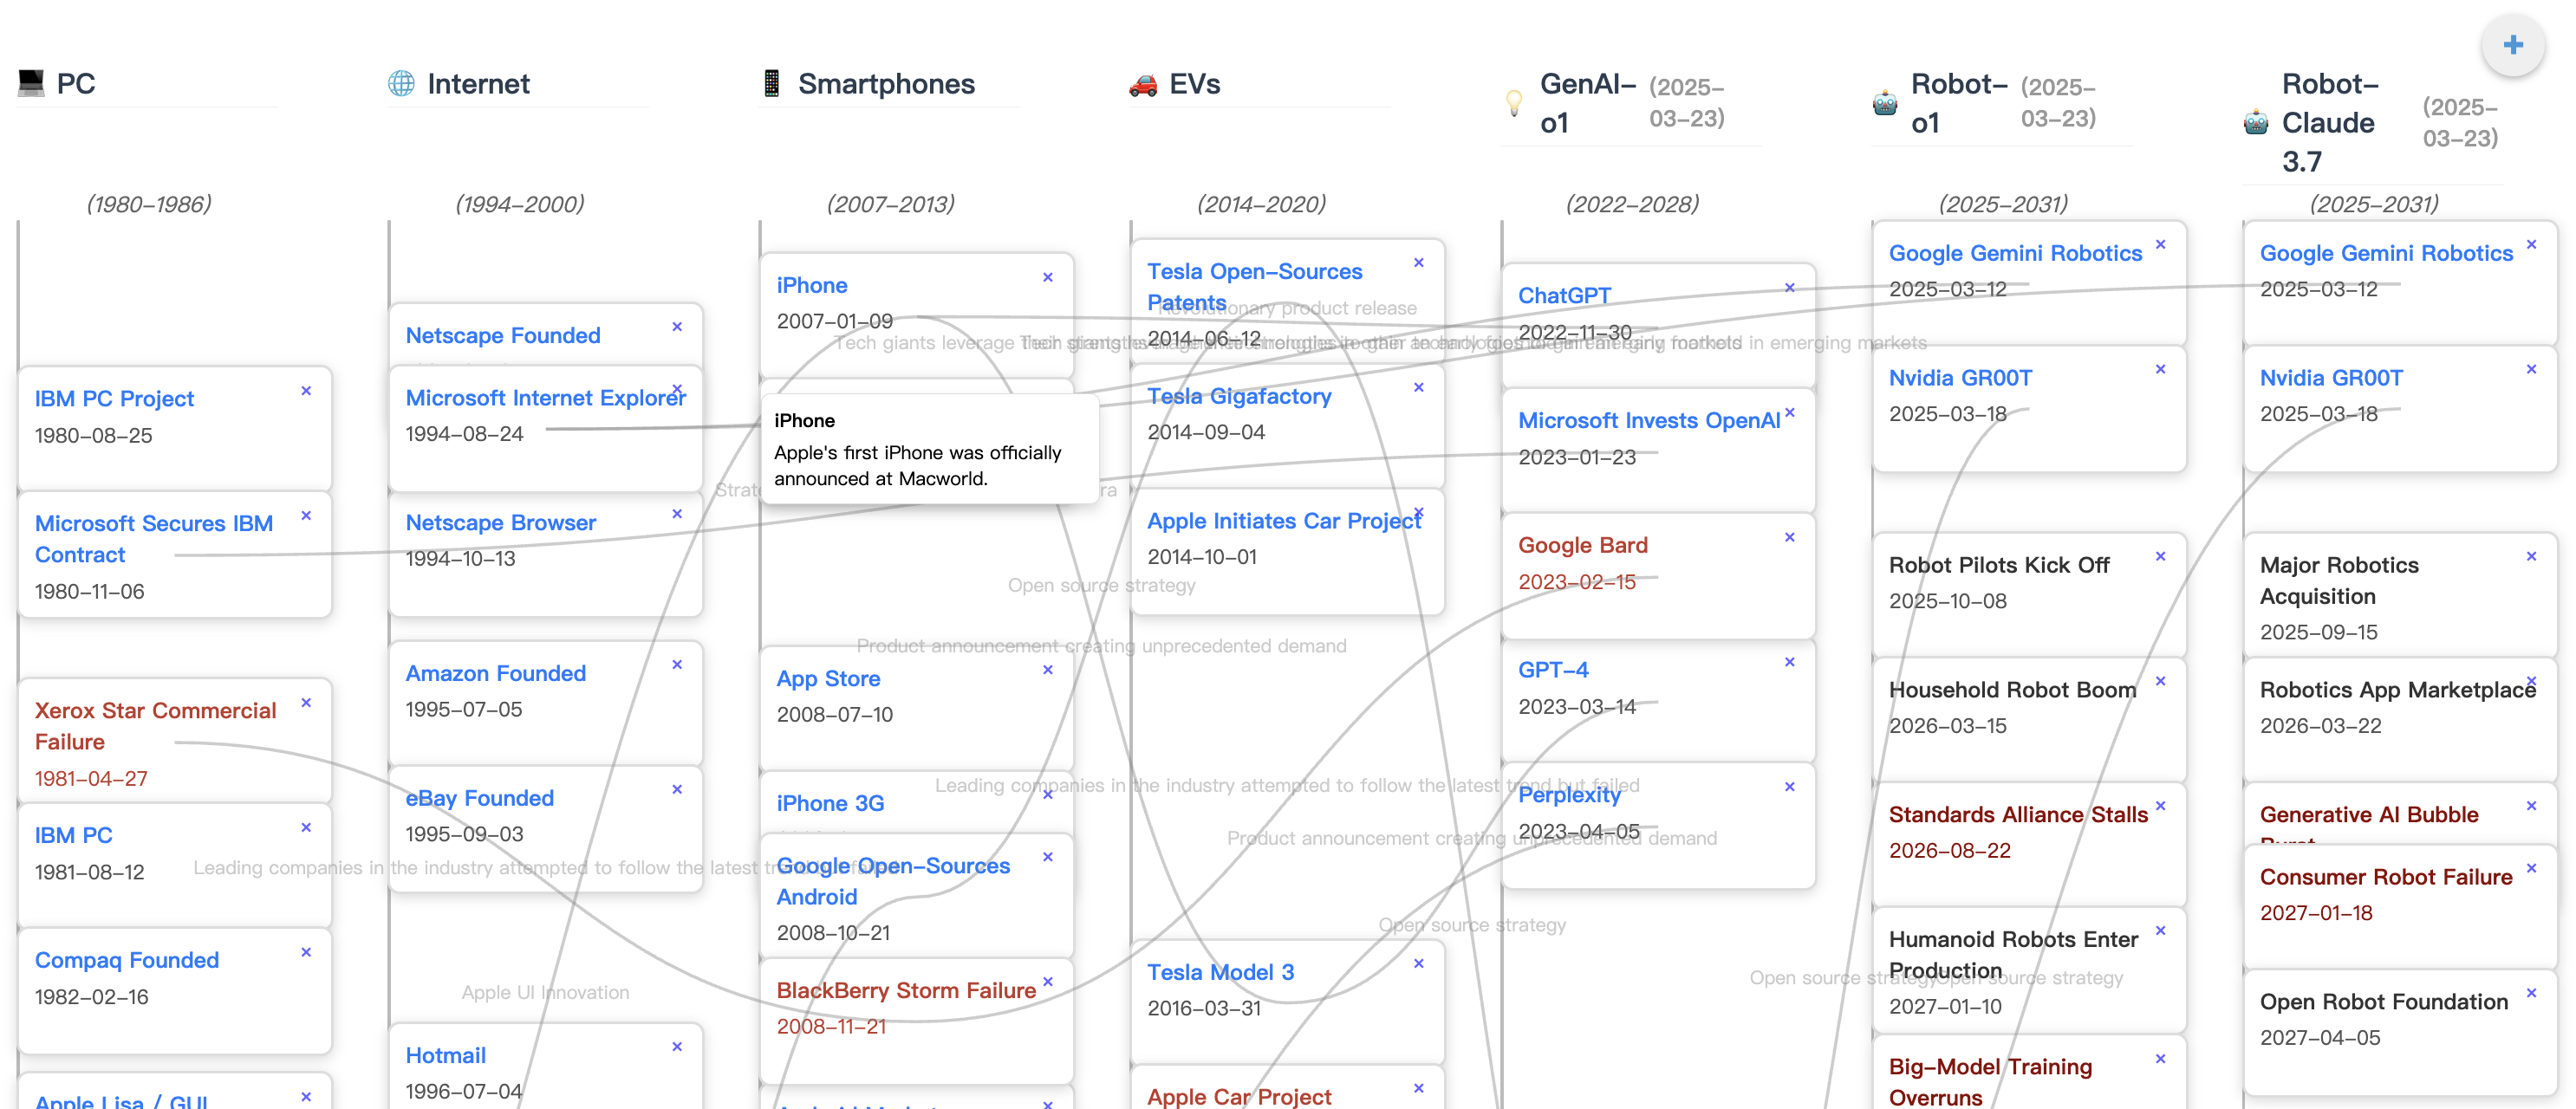 PC
(1980–1986)
IBM PC Project
1980–08–25
Microsoft Secures IBM
Contract
1980–11–06
Xerox Star Commercial
Failure
1981–04–27
IBM PC
1981–08–12
Compaq Founded
1982–02–16
Apple Lisa / GUI
Internet
(1994–2000)
Netscape Founded
Microsoft Internet Explorer
1994–08–24
Netscape Browser
1994–10–13
Amazon Founded
1995–07–05
eBay Founded
1995–09–03
Leading companies in the industry attempted to follow the latest trend but failed
Apple UI Innovation
Hotmail
1996–07–04
Smartphones
(2007–2013)
iPhone
2007–01–09
iPhone
Apple's first iPhone was officially
announced at Macworld.
Open source strategy
Product announcement creating unprecedented demand
App Store
2008–07–10
iPhone 3G
Google Open–Sources
Android
2008–10–21
BlackBerry Storm Failure
2008–11–21
EVs
(2014–2020)
Tesla Open–Sources
Patents
Revolutionary product release
2014–06–12
Tech giants leverage their strengths
in emerging markets
Tesla Gigafactory
2014–09–04
Apple Initiates Car Project
2014–10–01
Leading companies in the industry attempted to follow the latest trend but failed
Product announcement creating unprecedented demand
Open source strategy
Tesla Model 3
2016–03–31
Apple Car Project
GenAI–
o1
(2025–
03–23)
(2022–2028)
ChatGPT
2022–11–30
Microsoft Invests OpenAI
2023–01–23
Google Bard
2023–02–15
GPT–4
2023–03–14
Perplexity
2023–04–05
Robot–
o1
(2025–
03–23)
(2025–2031)
Google Gemini Robotics
2025–03–12
Nvidia GR00T
2025–03–18
Robot Pilots Kick Off
2025–10–08
Household Robot Boom
2026–03–15
Standards Alliance Stalls
2026–08–22
Humanoid Robots Enter
Production
Open source strategy
Open source strategy
2027–01–10
Big–Model Training
Overruns
Robot–
Claude
3.7
(2025–
03–23)
(2025–2031)
Google Gemini Robotics
2025–03–12
Nvidia GR00T
2025–03–18
Major Robotics
Acquisition
2025–09–15
Robotics App Marketplace
2026–03–22
Generative AI Bubble
Consumer Robot Failure
2027–01–18
Open Robot Foundation
2027–04–05